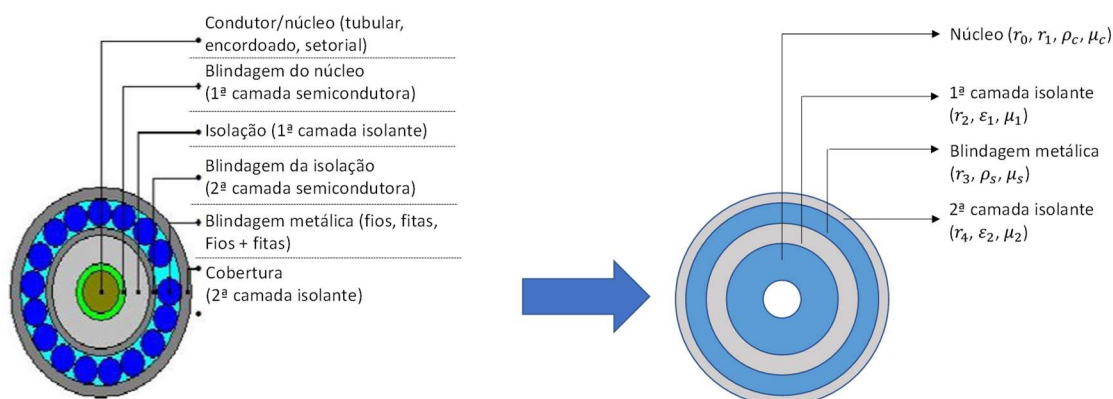 Condutor/núcleo (tubular,
encordoado, setorial)
Blindagem do núcleo
(1ª camada semicondutora)
Isolação (1ª camada isolante)
Blindagem da isolação
(2ª camada semicondutora)
Blindagem metálica (fios, fitas,
Fios + fitas)
Cobertura
(2ª camada isolante)
Núcleo (r₀, r₁, ρ_c, μ_c)
1ª camada isolante
(r₂, ε₁, μ₁)
Blindagem metálica
(r₃, ρₛ, μₛ)
2ª camada isolante
(r₄, ε₂, μ₂)